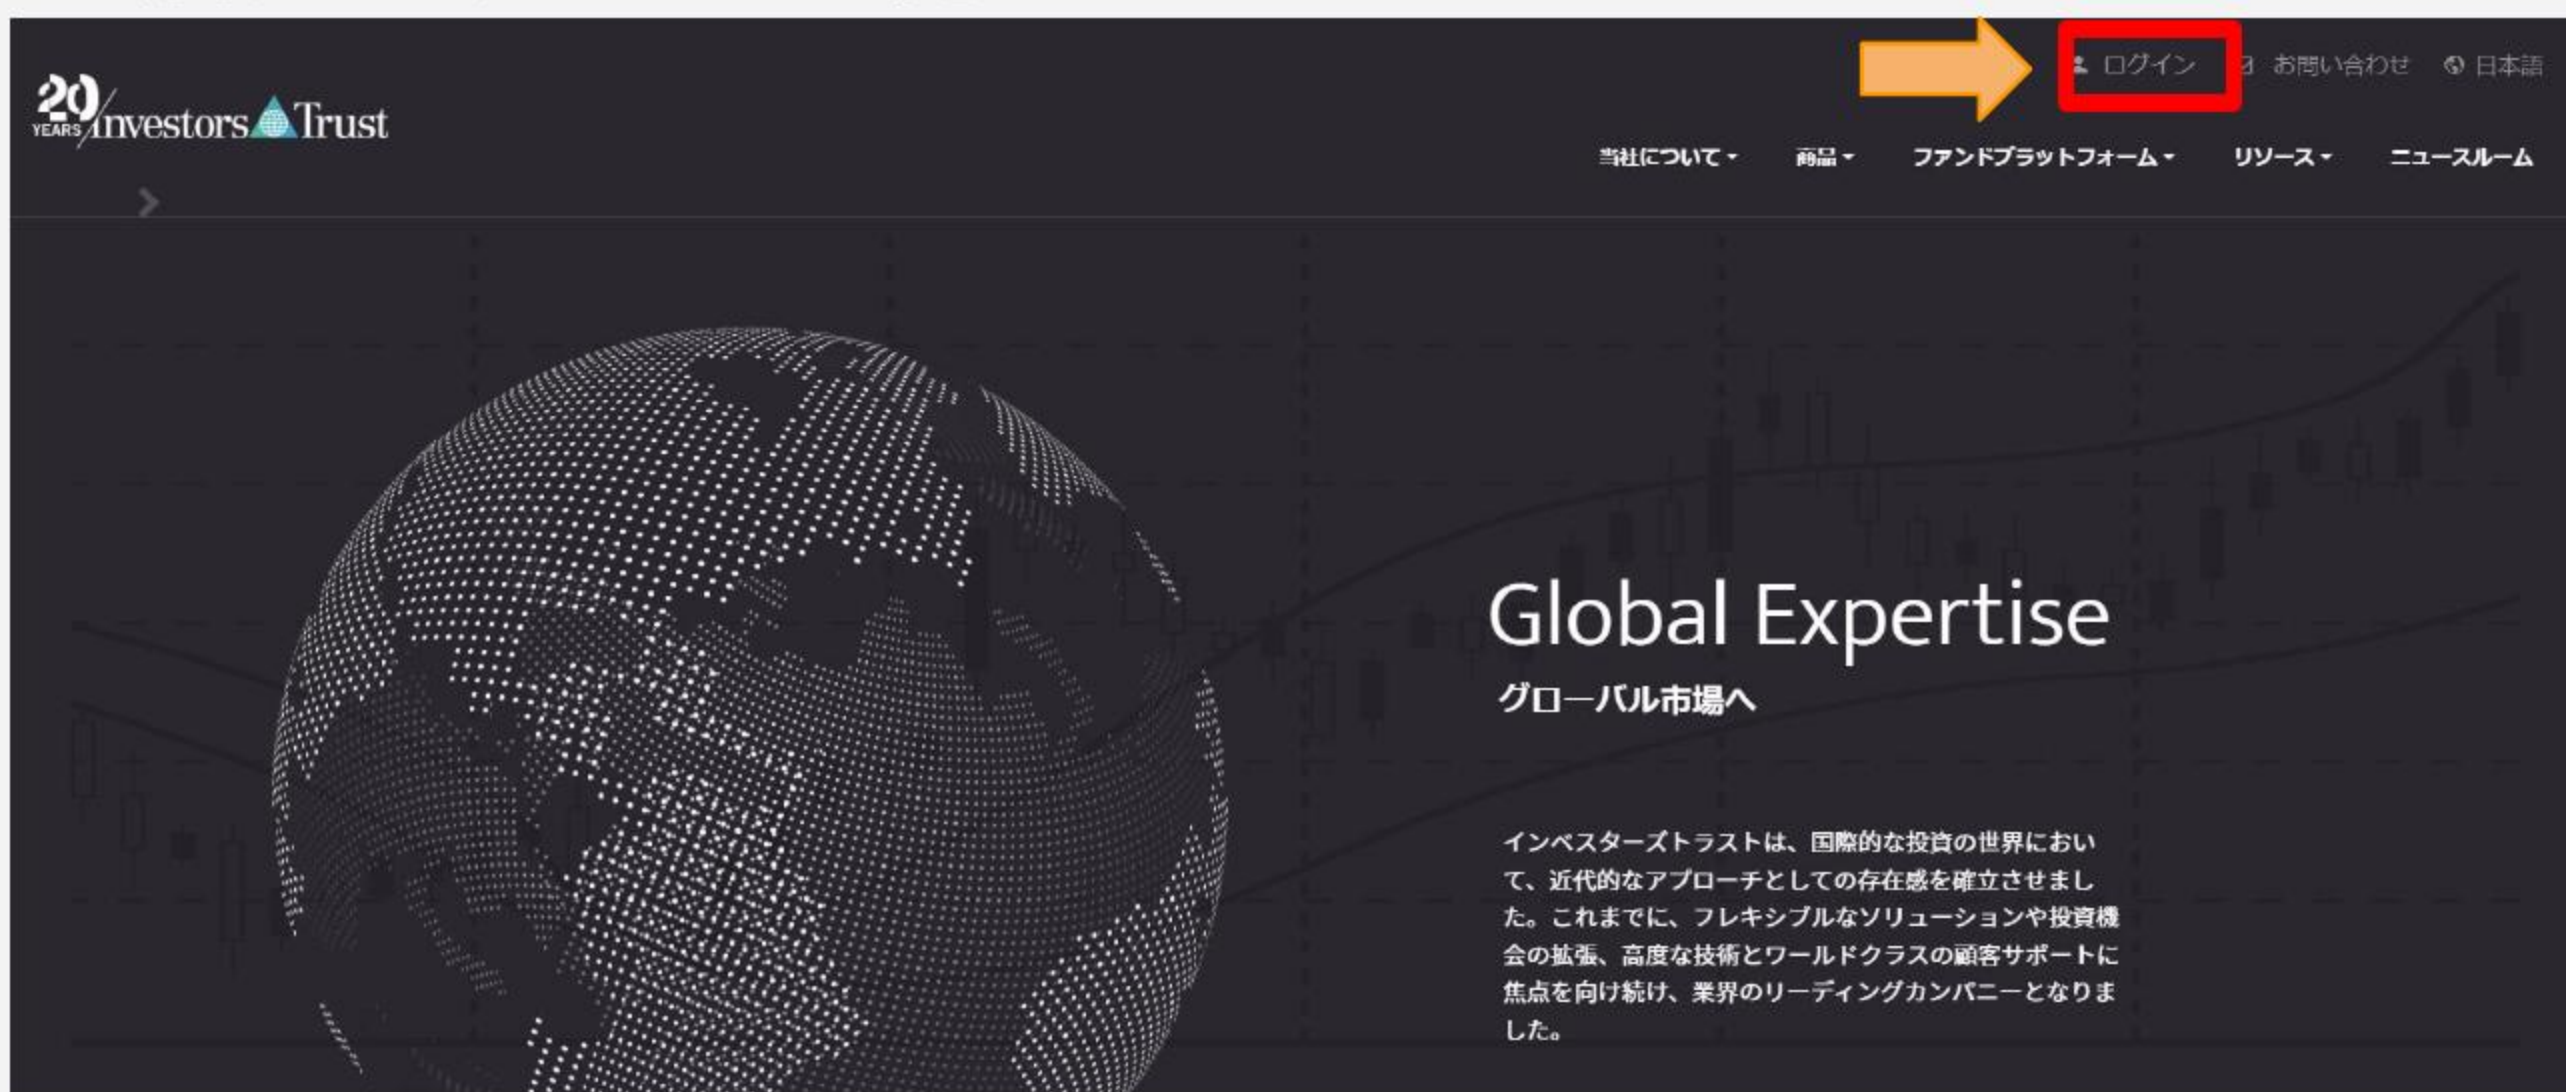 ログイン お問い合わせ 日本語
20 YEARS Investors Trust
当社について 商品 ファンドプラットフォーム リソース ニュースルーム
Global Expertise
グローバル市場へ
インベスターズトラストは、国際的な投資の世界におい
て、近代的なアプローチとしての存在感を確立させまし
た。これまでに、フレキシブルなソリューションや投資機
会の拡張、高度な技術とワールドクラスの顧客サポートに
焦点を向け続け、業界のリーディングカンパニーとなりま
した。